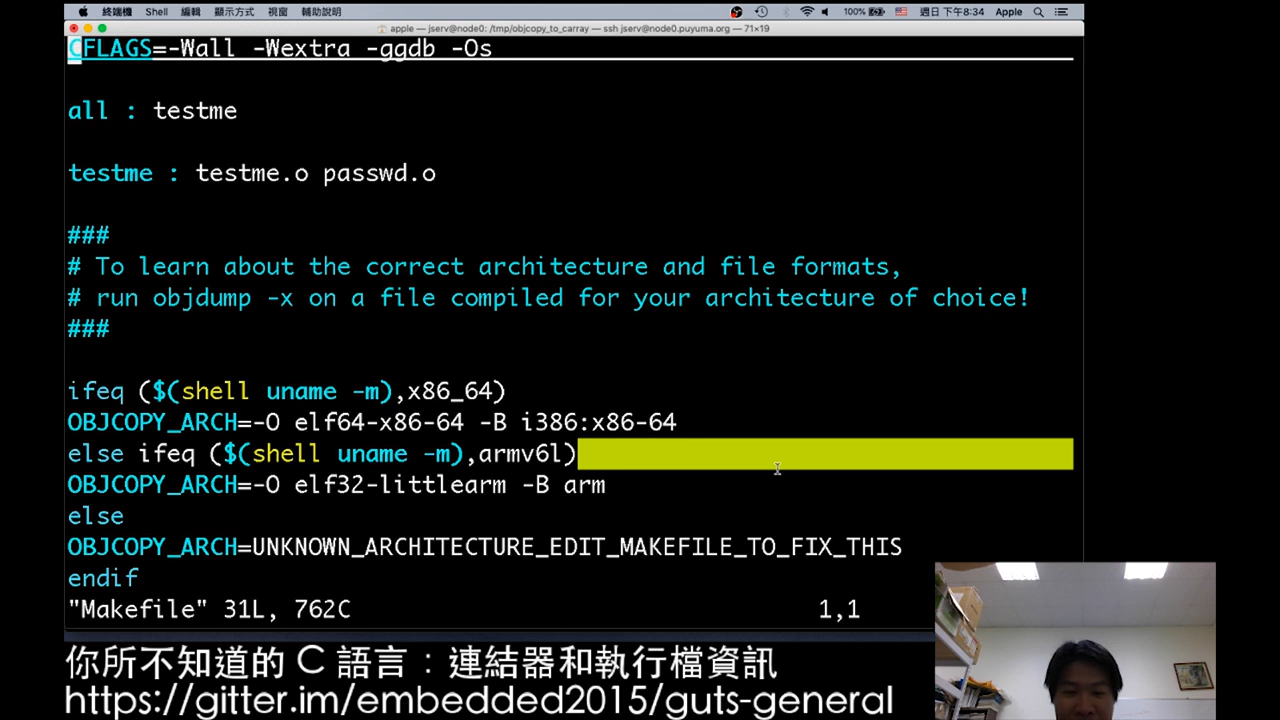 終端機 Shell 編輯 顯示方式 視窗 輔助說明 100% 週日 下午8:34 Apple
apple — jserv@node0: /tmp/objcopy_to_carray — ssh jserv@node0.puyuma.org — 71×19
CFLAGS=-Wall -Wextra -ggdb -Os
all : testme
testme : testme.o passwd.o
###
# To learn about the correct architecture and file formats,
# run objdump -x on a file compiled for your architecture of choice!
###
ifeq ($(shell uname -m),x86_64)
OBJCOPY_ARCH=-O elf64-x86-64 -B i386:x86-64
else ifeq ($(shell uname -m),armv6l)
OBJCOPY_ARCH=-O elf32-littlearm -B arm
else
OBJCOPY_ARCH=UNKNOWN_ARCHITECTURE_EDIT_MAKEFILE_TO_FIX_THIS
endif
"Makefile" 31L, 762C 1,1
你所不知道的 C 語言：連結器和執行檔資訊
https://gitter.im/embedded2015/guts-general